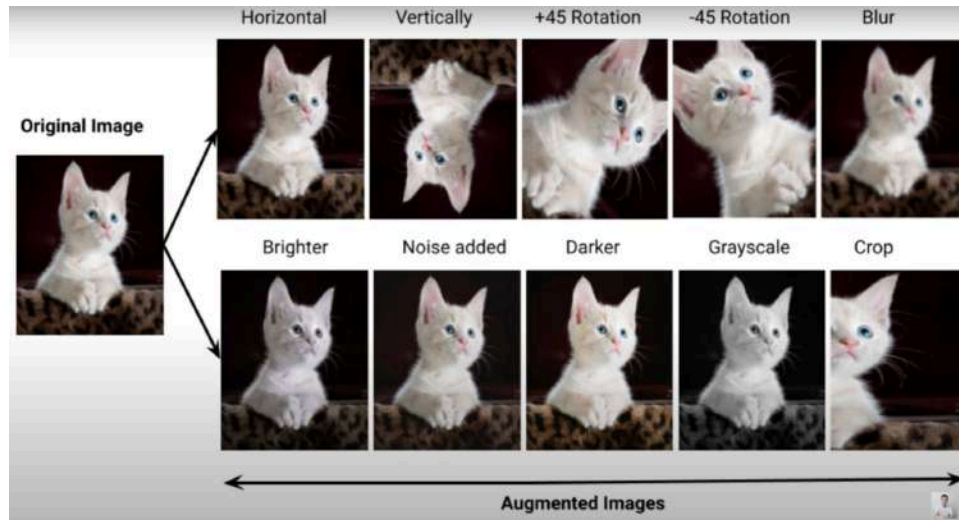 Horizontal Vertically +45 Rotation -45 Rotation Blur
Original Image
Brighter Noise added Darker Grayscale Crop
Augmented Images